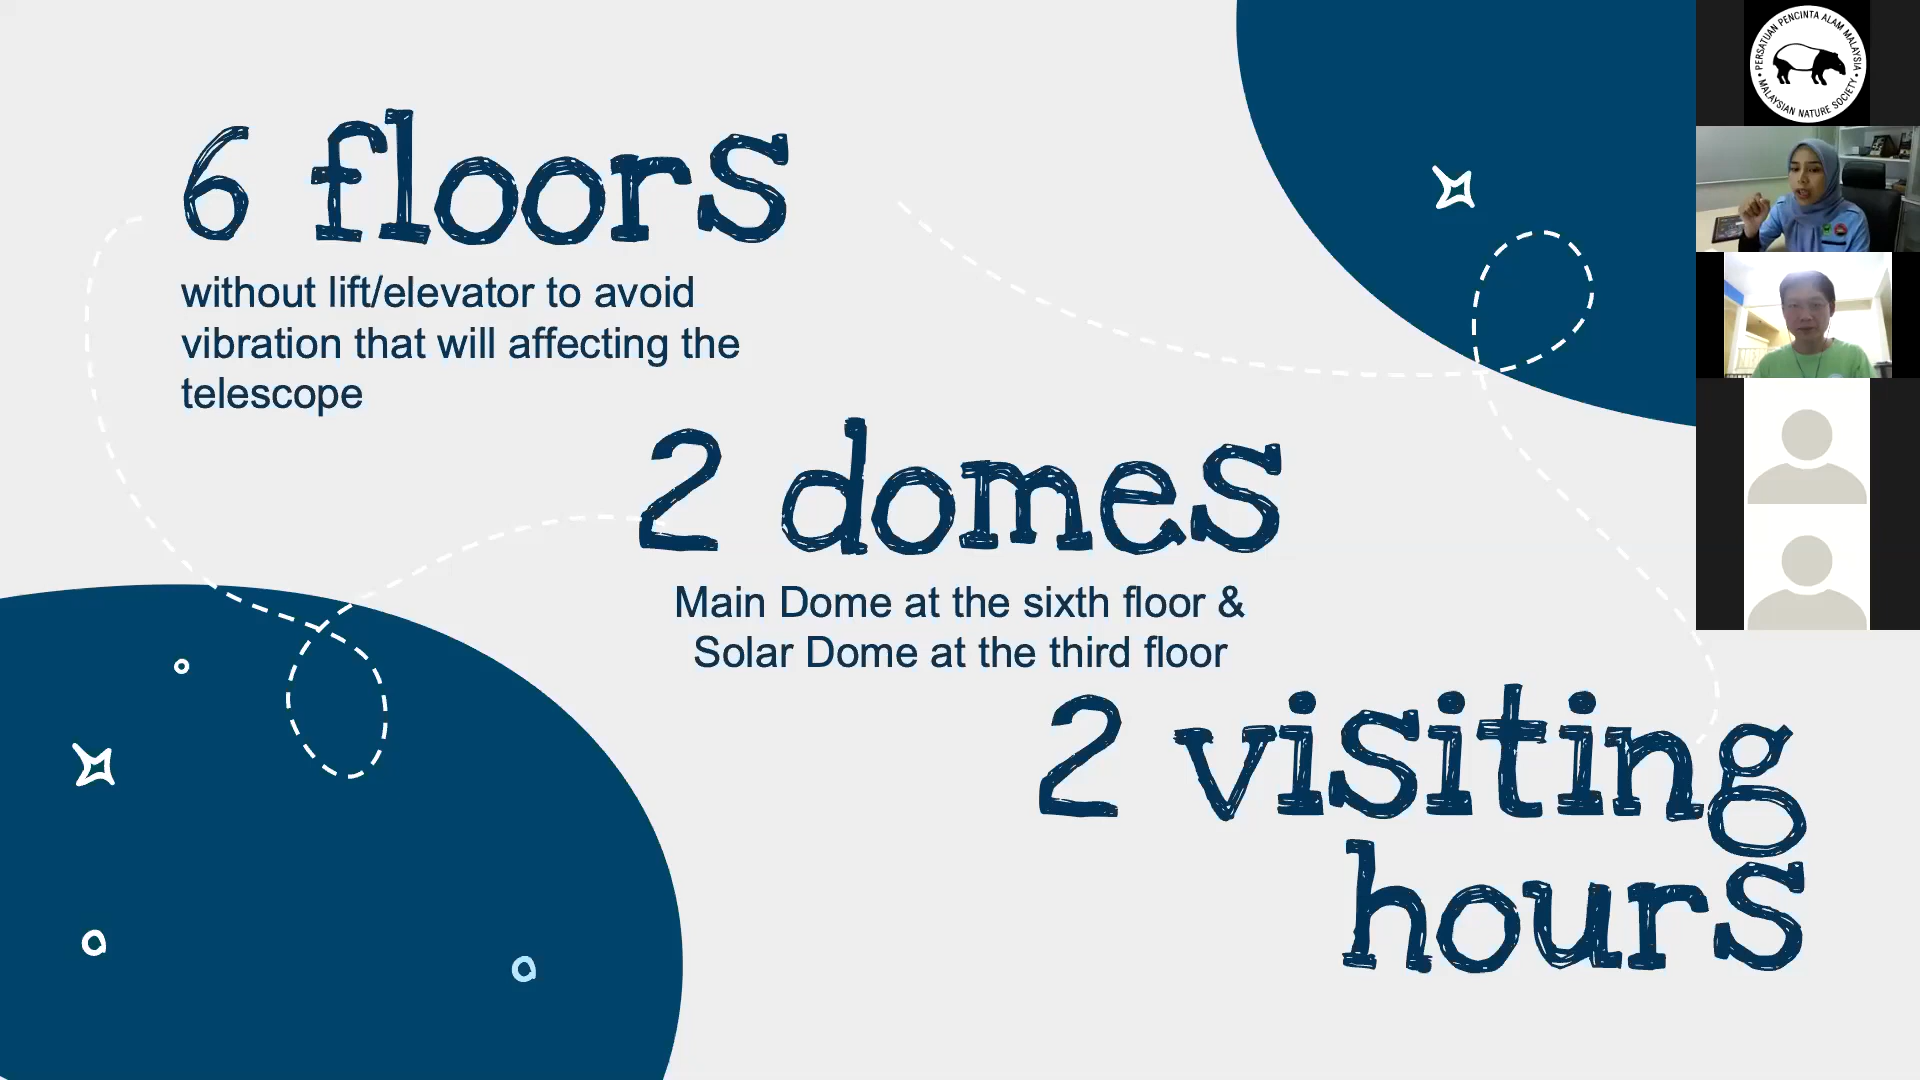 6 floors
without lift/elevator to avoid
vibration that will affecting the
telescope
2 domes
Main Dome at the sixth floor &
Solar Dome at the third floor
2 visiting
hours
PERSATUAN PENCINTA ALAM MALAYSIA
MALAYSIAN NATURE SOCIETY